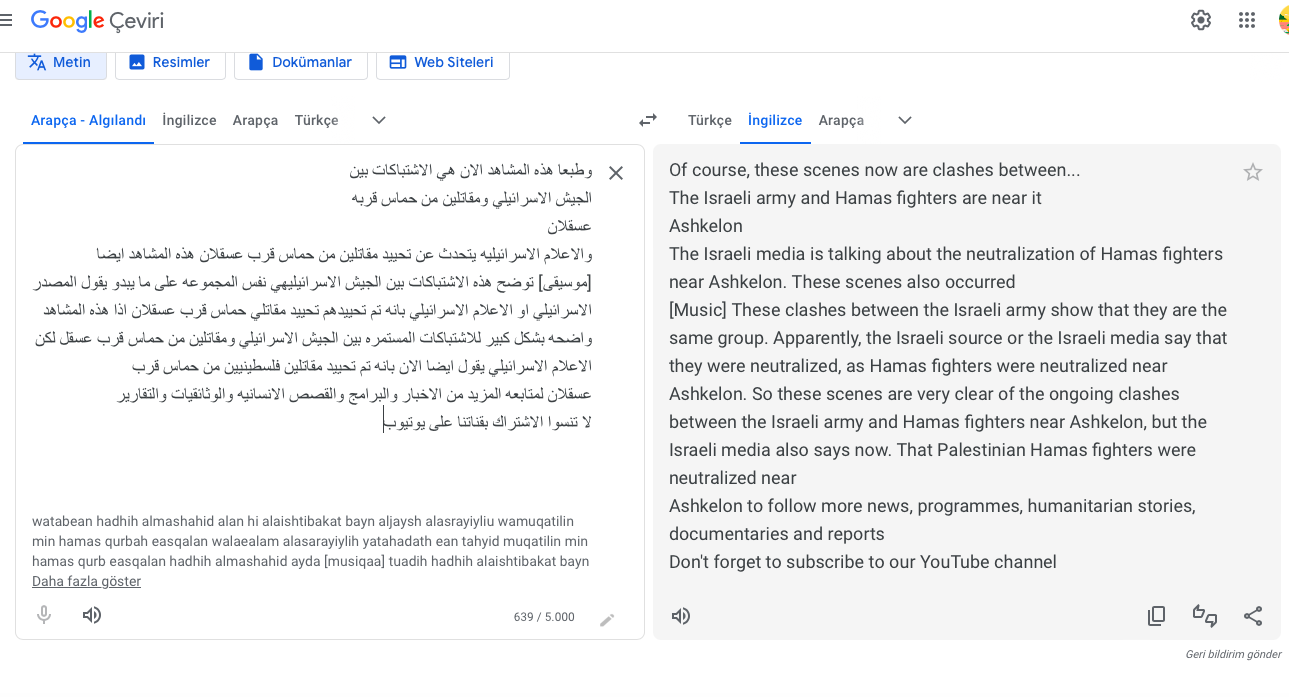 Google Çeviri
Metin
Resimler
Dokümanlar
Web Siteleri
Arapça - Algılandı
İngilizce
Arapça
Türkçe
Türkçe
İngilizce
Arapça
وطبعا هذه المشاهد الان هي الاشتباكات بين
الجيش الاسرائيلي ومقاتلين من حماس قربه
عسقلان
والاعلام الاسرائيليه يتحدث عن تحييد مقاتلين من حماس قرب عسقلان هذه المشاهد ايضا
[موسيقى] توضح هذه الاشتباكات بين الجيش الاسرائيليهي نفس المجموعه على ما يبدو يقول المصدر
الاسرائيلي او الاعلام الاسرائيلي بانه تم تحييدهم تحييد مقاتلي حماس قرب عسقلان اذا هذه المشاهد
واضحه بشكل كبير للاشتباكات المستمره بين الجيش الاسرائيلي ومقاتلين من حماس قرب عسقل لكن
الاعلام الاسرائيلي يقول ايضا الان بانه تم تحييد مقاتلين فلسطينيين من حماس قرب
عسقلان لمتابعه المزيد من الاخبار والبرامج والقصص الانسانيه والوثائقيات والتقارير
لا تنسوا الاشتراك بقناتنا على يوتيوب
watabean hadhih almashahid alan hi alaishtibakat bayn aljaysh alasrayiyliu wamuqatilin
min hamas qurbah easqalan walaealam alasarayiylih yatahadath ean tahyid muqatilin min
hamas qurb easqalan hadhih almashahid ayda [musiqaa] tuadih hadhih alaishtibakat bayn
Daha fazla göster
639 / 5.000
Of course, these scenes now are clashes between...
The Israeli army and Hamas fighters are near it
Ashkelon
The Israeli media is talking about the neutralization of Hamas fighters
near Ashkelon. These scenes also occurred
[Music] These clashes between the Israeli army show that they are the
same group. Apparently, the Israeli source or the Israeli media say that
they were neutralized, as Hamas fighters were neutralized near
Ashkelon. So these scenes are very clear of the ongoing clashes
between the Israeli army and Hamas fighters near Ashkelon, but the
Israeli media also says now. That Palestinian Hamas fighters were
neutralized near
Ashkelon to follow more news, programmes, humanitarian stories,
documentaries and reports
Don't forget to subscribe to our YouTube channel
Geri bildirim gönder